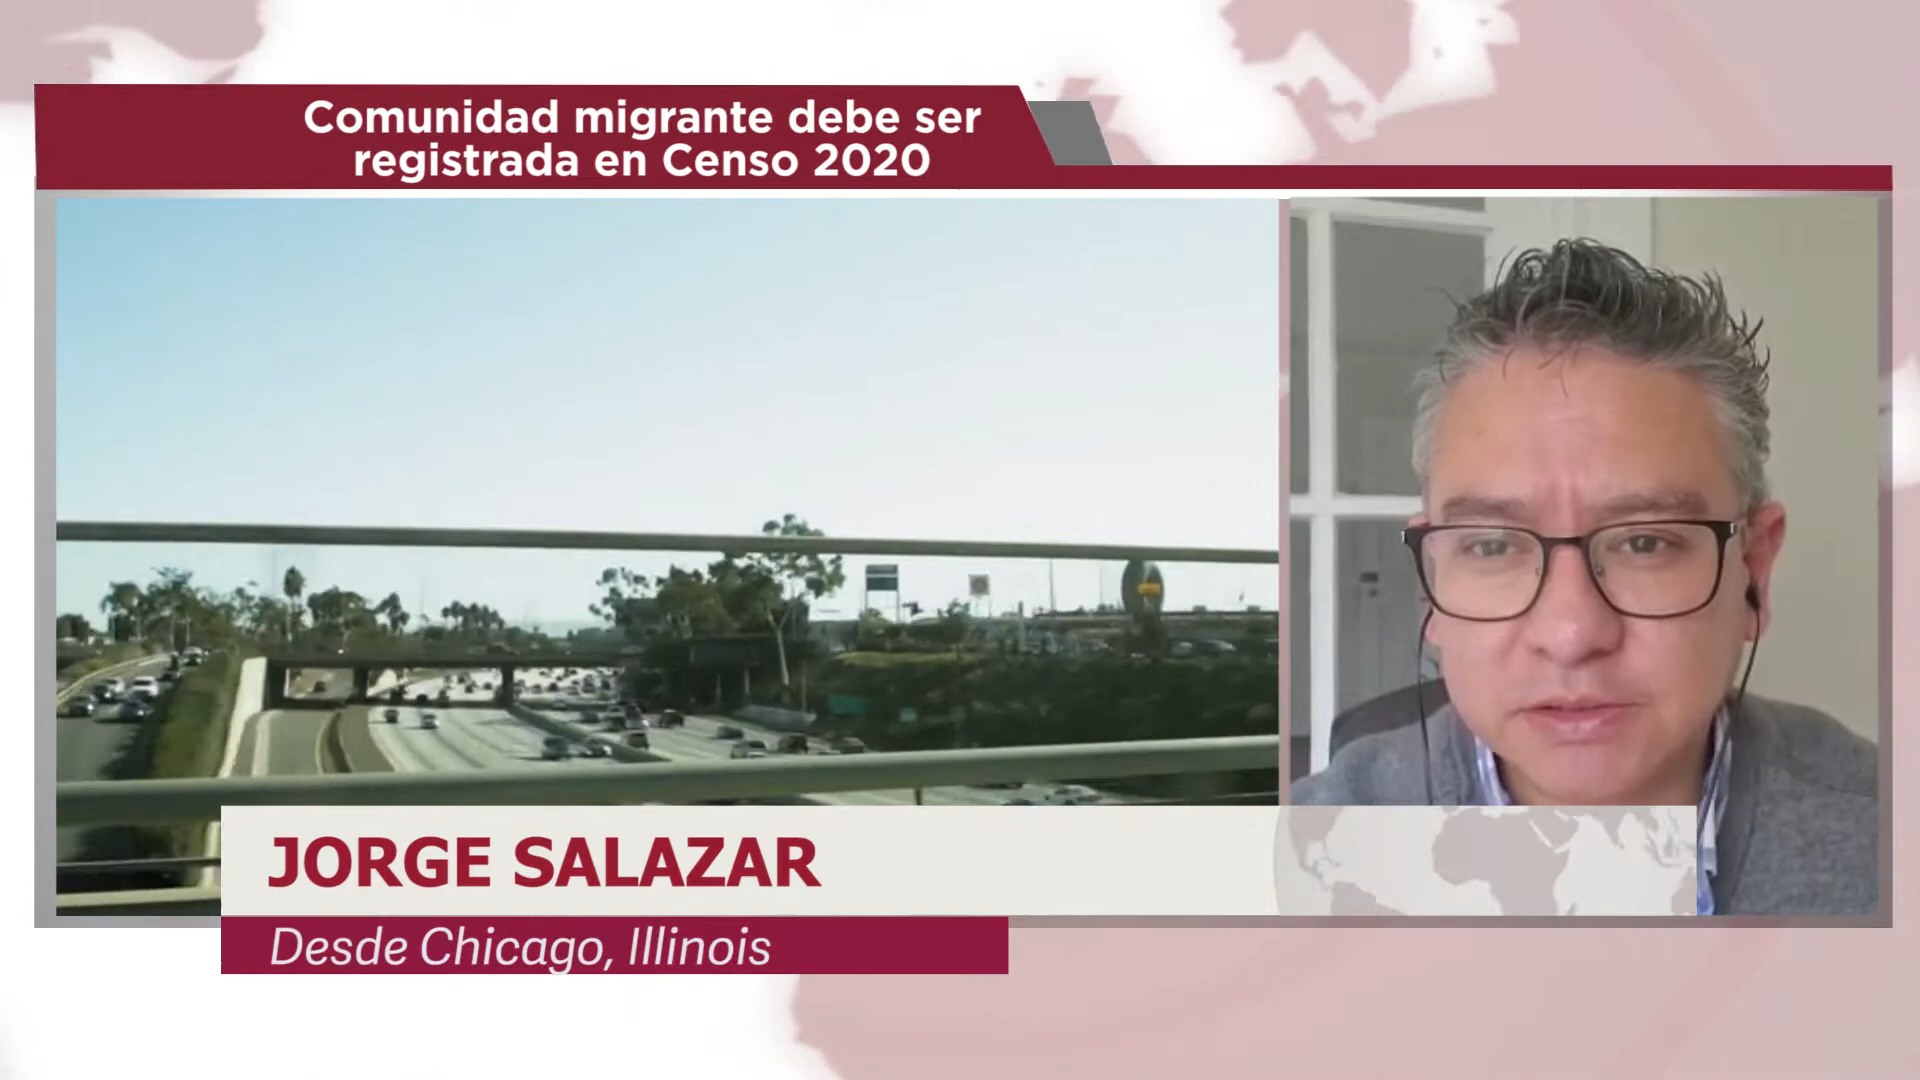 Comunidad migrante debe ser
registrada en Censo 2020
JORGE SALAZAR
Desde Chicago, Illinois